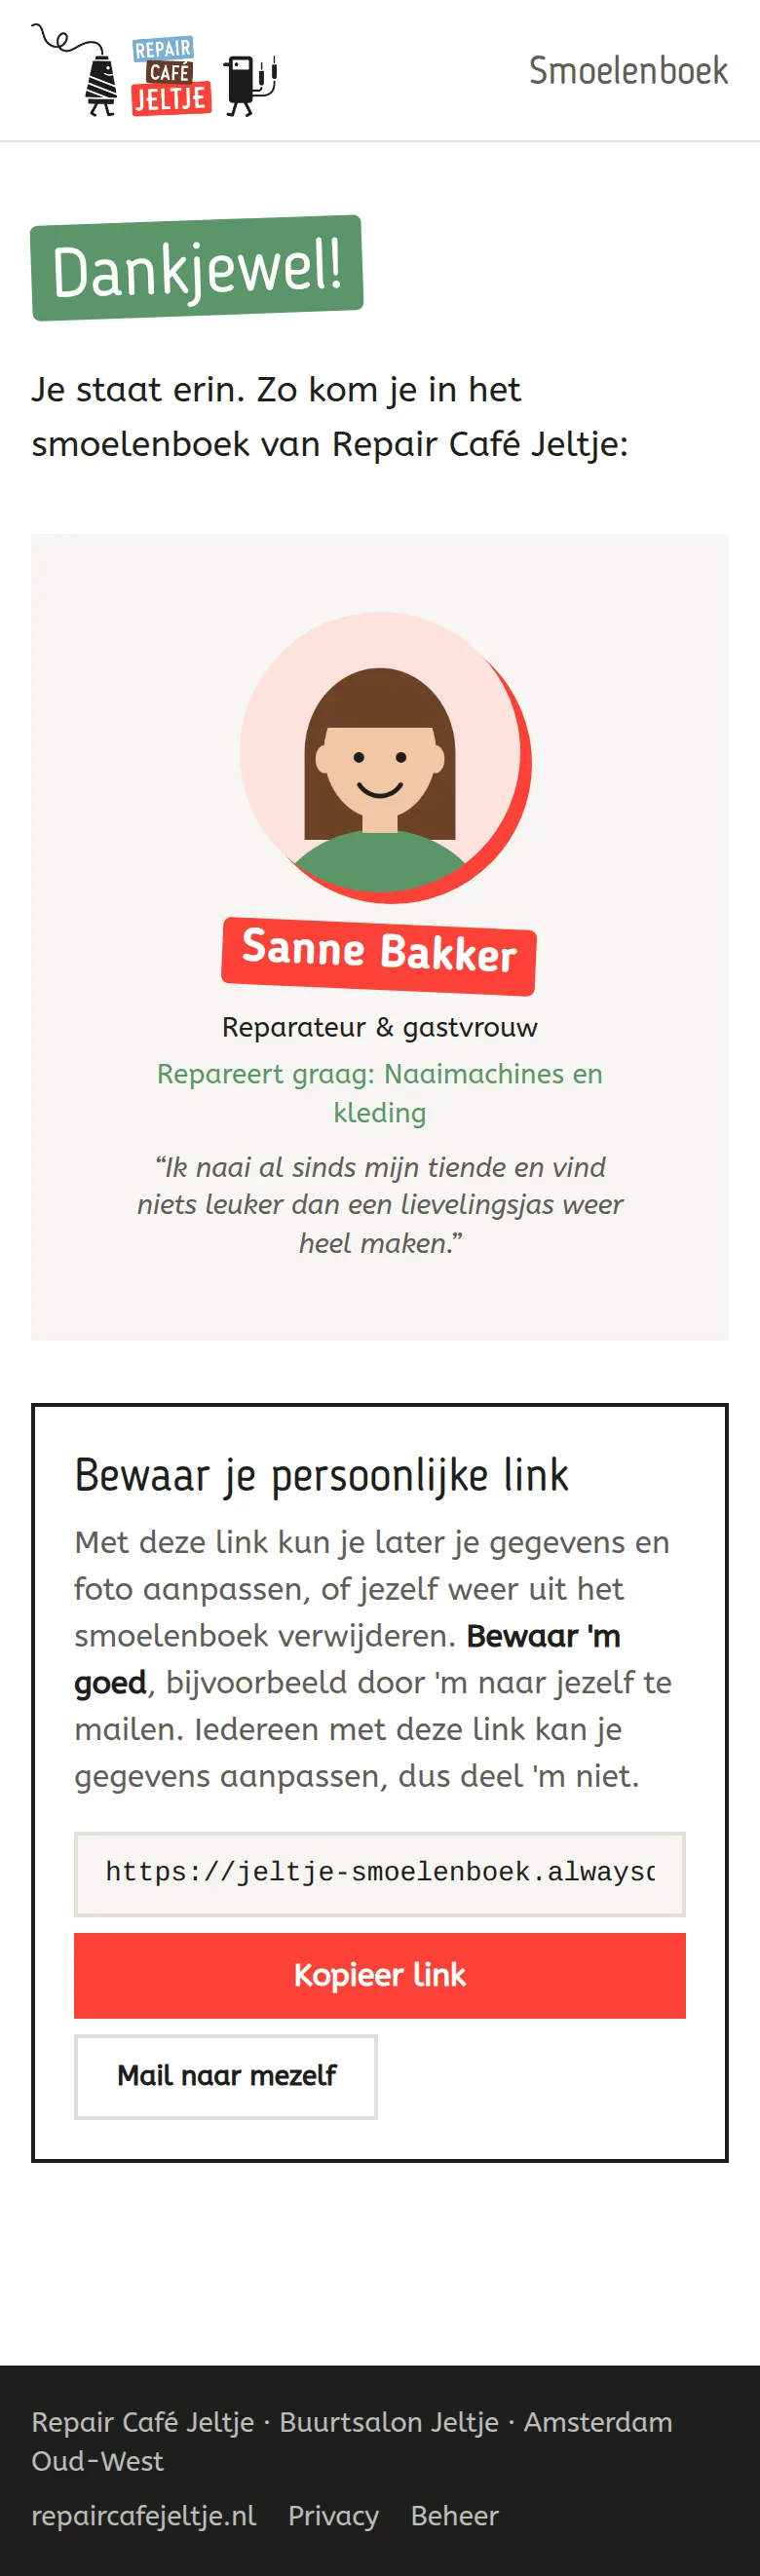 REPAIR
CAFÉ
JELTJE
Smoelenboek
Dankjewel!
Je staat erin. Zo kom je in het
smoelenboek van Repair Café Jeltje:
Sanne Bakker
Reparateur & gastvrouw
Repareert graag: Naaimachines en
kleding
“Ik naai al sinds mijn tiende en vind
niets leuker dan een lievelingsjas weer
heel maken.”
Bewaar je persoonlijke link
Met deze link kun je later je gegevens en
foto aanpassen, of jezelf weer uit het
smoelenboek verwijderen. Bewaar 'm
goed, bijvoorbeeld door 'm naar jezelf te
mailen. Iedereen met deze link kan je
gegevens aanpassen, dus deel 'm niet.
https://jeltje-smoelenboek.always
Kopieer link
Mail naar mezelf
Repair Café Jeltje · Buurtsalon Jeltje · Amsterdam
Oud-West
repaircafejeltje.nl Privacy Beheer